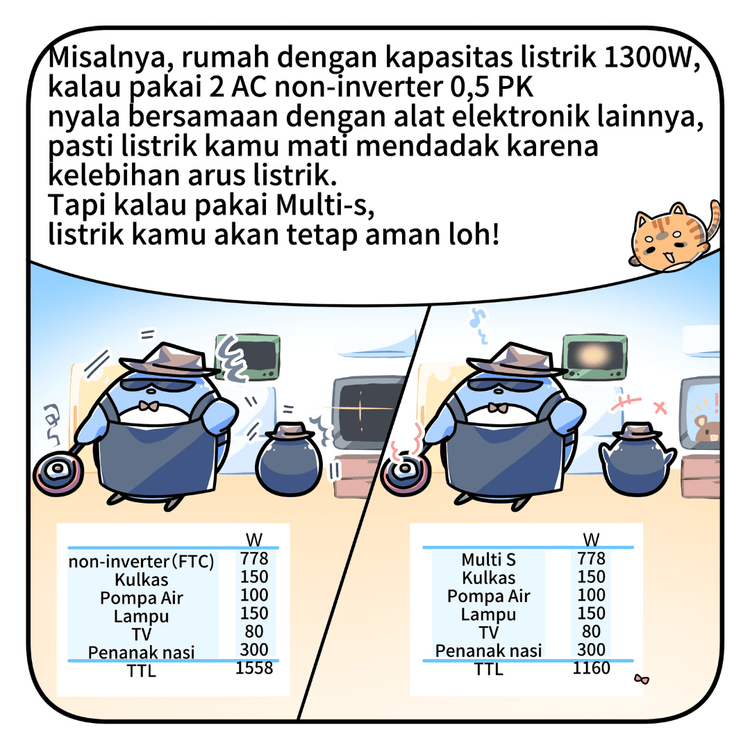 Misalnya, rumah dengan kapasitas listrik 1300W,
kalau pakai 2 AC non-inverter 0,5 PK
nyala bersamaan dengan alat elektronik lainnya,
pasti listrik kamu mati mendadak karena
kelebihan arus listrik.
Tapi kalau pakai Multi-s,
listrik kamu akan tetap aman loh!
W
non-inverter(FTC) 778
Kulkas 150
Pompa Air 100
Lampu 150
TV 80
Penanak nasi 300
TTL 1558
W
Multi S 778
Kulkas 150
Pompa Air 100
Lampu 150
TV 80
Penanak nasi 300
TTL 1160